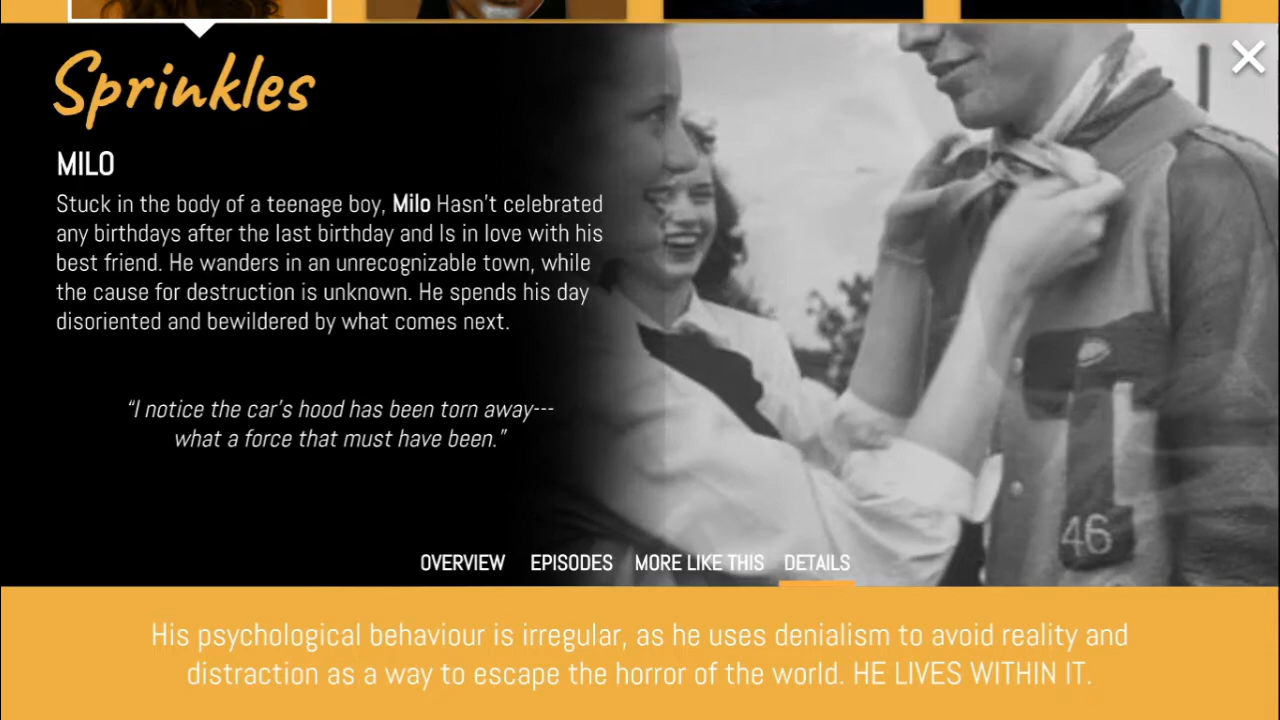 Sprinkles
MILO
Stuck in the body of a teenage boy, Milo Hasn't celebrated
any birthdays after the last birthday and Is in love with his
best friend. He wanders in an unrecognizable town, while
the cause for destruction is unknown. He spends his day
disoriented and bewildered by what comes next.
"I notice the car's hood has been torn away---
what a force that must have been."
46
OVERVIEW EPISODES MORE LIKE THIS DETAILS
His psychological behaviour is irregular, as he uses denialism to avoid reality and
distraction as a way to escape the horror of the world. HE LIVES WITHIN IT.